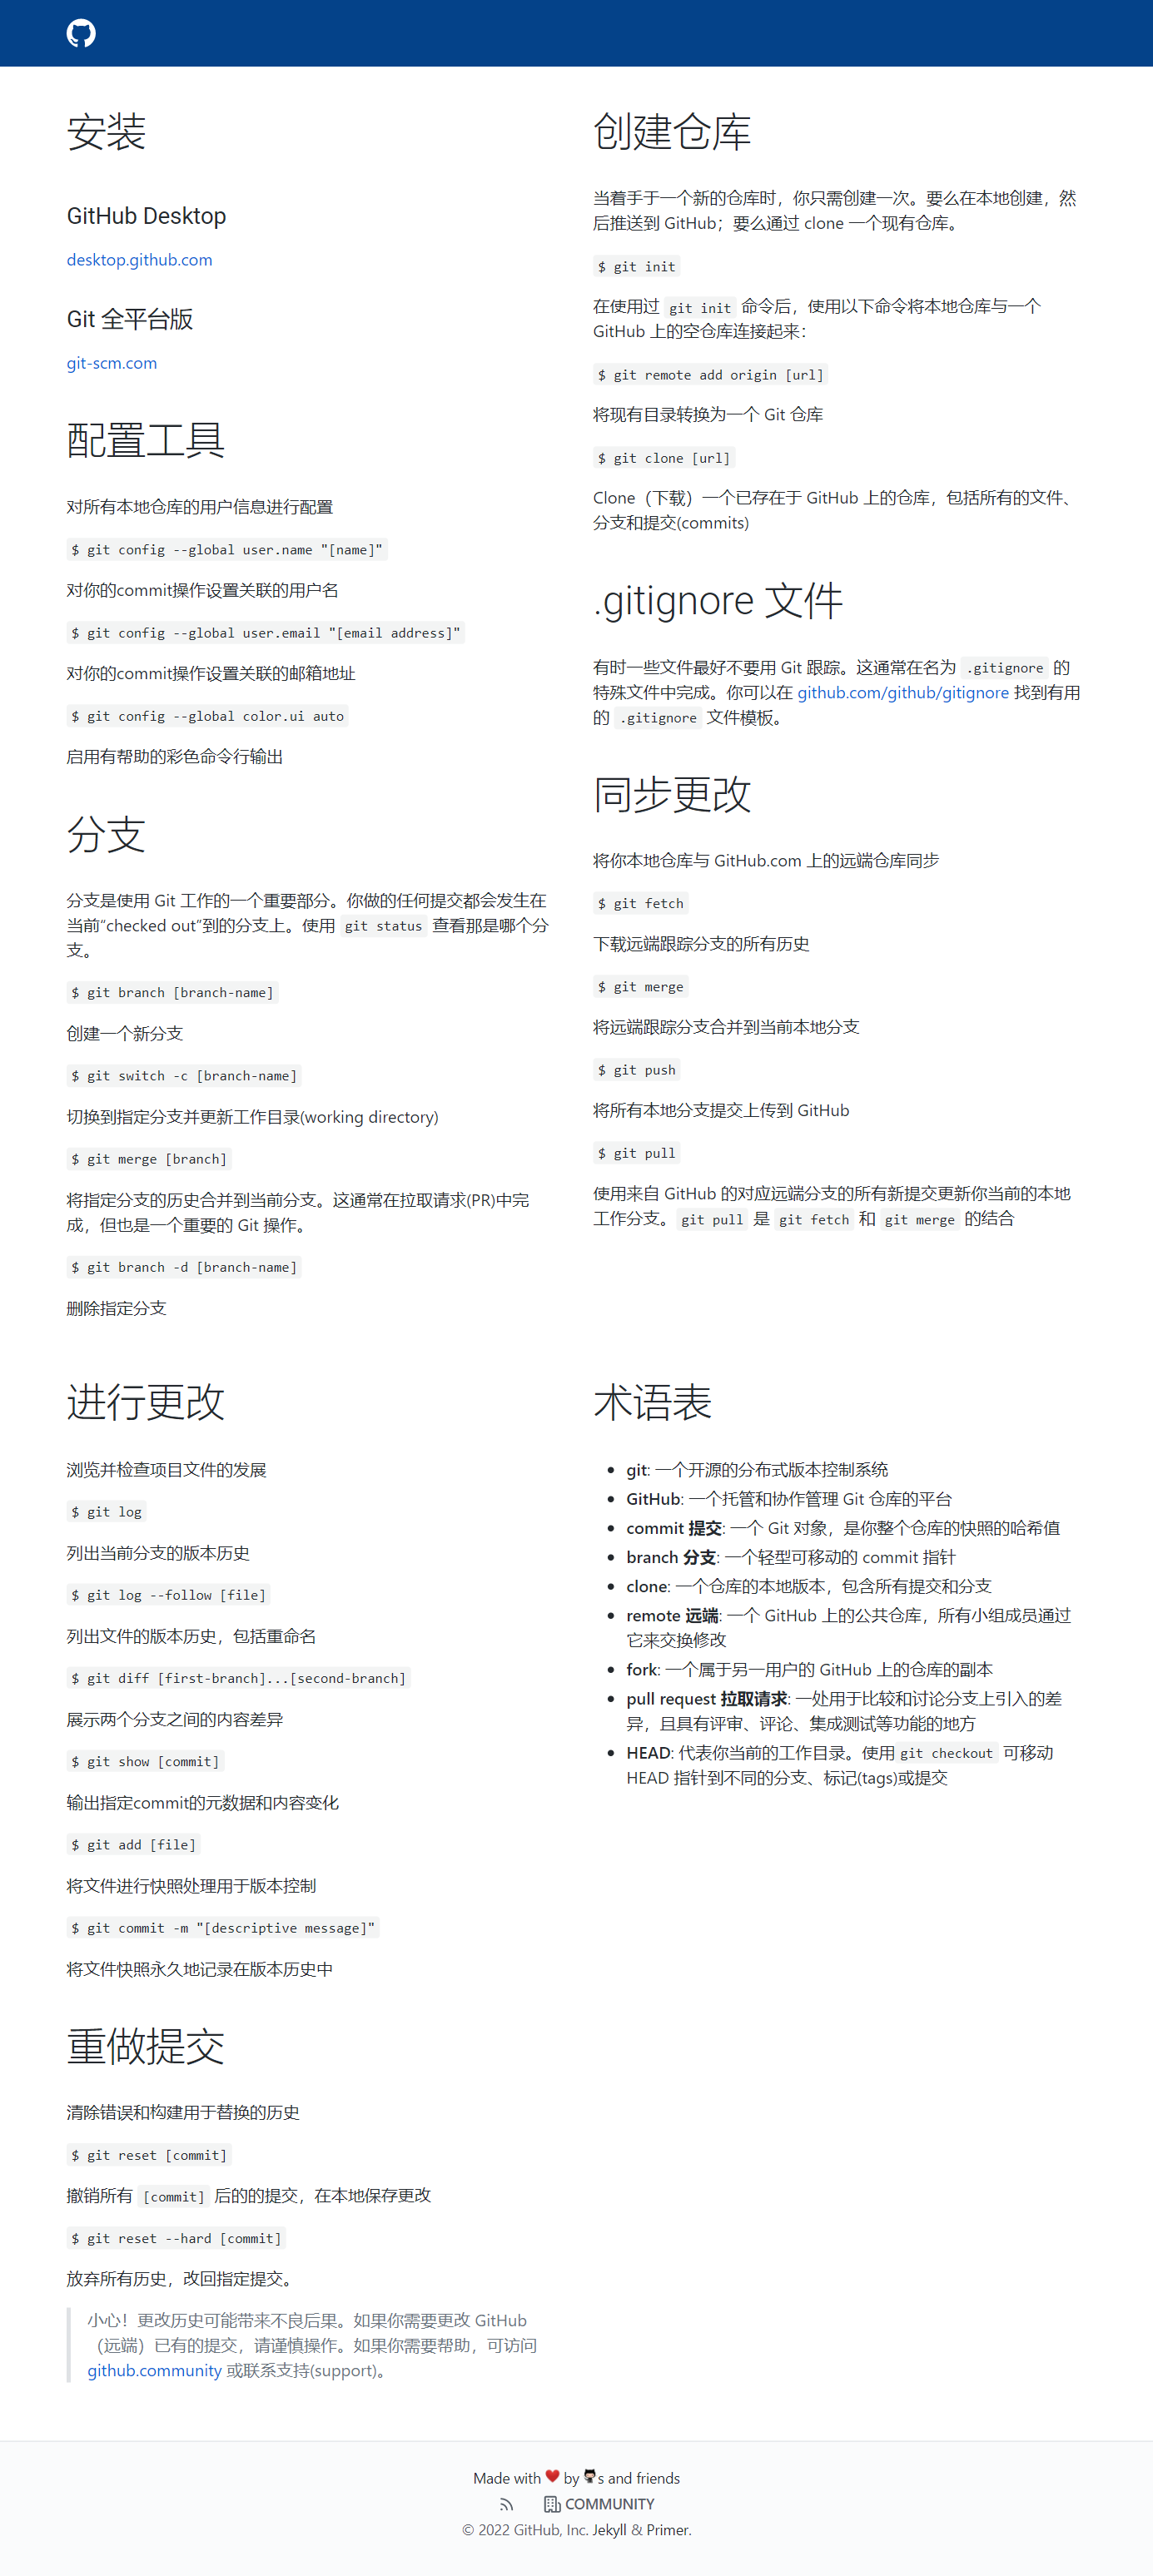 安装
GitHub Desktop
desktop.github.com
Git 全平台版
git-scm.com
配置工具
对所有本地仓库的用户信息进行配置
$ git config --global user.name "[name]"
对你的commit操作设置关联的用户名
$ git config --global user.email "[email address]"
对你的commit操作设置关联的邮箱地址
$ git config --global color.ui auto
启用有帮助的彩色命令行输出
分支
分支是使用 Git 工作的一个重要部分。你做的任何提交都会发生在
当前“checked out”到的分支上。使用 git status 查看那是哪个分
支。
$ git branch [branch-name]
创建一个新分支
$ git switch -c [branch-name]
切换到指定分支并更新工作目录(working directory)
$ git merge [branch]
将指定分支的历史合并到当前分支。这通常在拉取请求(PR)中完
成，但也是一个重要的 Git 操作。
$ git branch -d [branch-name]
删除指定分支
创建仓库
当着手于一个新的仓库时，你只需创建一次。要么在本地创建，然
后推送到 GitHub；要么通过 clone 一个现有仓库。
$ git init
在使用过 git init 命令后，使用以下命令将本地仓库与一个
GitHub 上的空仓库连接起来：
$ git remote add origin [url]
将现有目录转换为一个 Git 仓库
$ git clone [url]
Clone（下载）一个已存在于 GitHub 上的仓库，包括所有的文件、
分支和提交(commits)
.gitignore 文件
有时一些文件最好不要用 Git 跟踪。这通常在名为 .gitignore 的
特殊文件中完成。你可以在 github.com/github/gitignore 找到有用
的 .gitignore 文件模板。
同步更改
将你本地仓库与 GitHub.com 上的远端仓库同步
$ git fetch
下载远端跟踪分支的所有历史
$ git merge
将远端跟踪分支合并到当前本地分支
$ git push
将所有本地分支提交上传到 GitHub
$ git pull
使用来自 GitHub 的对应远端分支的所有新提交更新你当前的本地
工作分支。git pull 是 git fetch 和 git merge 的结合
进行更改
浏览并检查项目文件的发展
$ git log
列出当前分支的版本历史
$ git log --follow [file]
列出文件的版本历史，包括重命名
$ git diff [first-branch]...[second-branch]
展示两个分支之间的内容差异
$ git show [commit]
输出指定commit的元数据和内容变化
$ git add [file]
将文件进行快照处理用于版本控制
$ git commit -m "[descriptive message]"
将文件快照永久地记录在版本历史中
重做提交
清除错误和构建用于替换的历史
$ git reset [commit]
撤销所有 [commit] 后的的提交，在本地保存更改
$ git reset --hard [commit]
放弃所有历史，改回指定提交。
小心！更改历史可能带来不良后果。如果你需要更改 GitHub
（远端）已有的提交，请谨慎操作。如果你需要帮助，可访问
github.community 或联系支持(support)。
术语表
git: 一个开源的分布式版本控制系统
GitHub: 一个托管和协作管理 Git 仓库的平台
commit 提交: 一个 Git 对象，是你整个仓库的快照的哈希值
branch 分支: 一个轻型可移动的 commit 指针
clone: 一个仓库的本地版本，包含所有提交和分支
remote 远端: 一个 GitHub 上的公共仓库，所有小组成员通过
它来交换修改
fork: 一个属于另一用户的 GitHub 上的仓库的副本
pull request 拉取请求: 一处用于比较和讨论分支上引入的差
异，且具有评审、评论、集成测试等功能的地方
HEAD: 代表你当前的工作目录。使用git checkout 可移动
HEAD 指针到不同的分支、标记(tags)或提交
Made with ❤️ by s and friends
COMMUNITY
© 2022 GitHub, Inc. Jekyll & Primer.